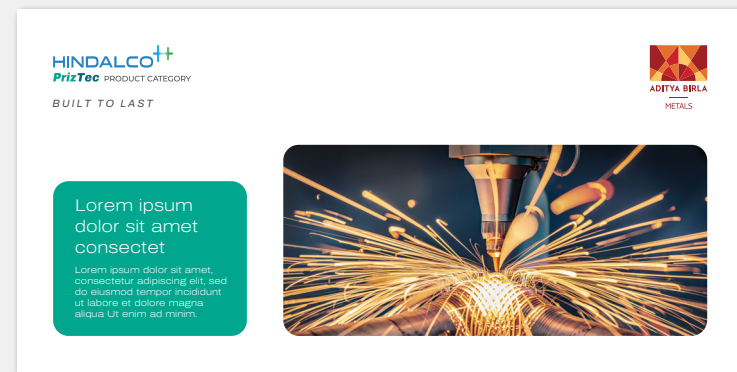 HINDALCO++
PrizTec PRODUCT CATEGORY
BUILT TO LAST
ADITYA BIRLA
METALS
Lorem ipsum
dolor sit amet
consectet
Lorem ipsum dolor sit amet,
consectetur adipiscing elit, sed
do eiusmod tempor incididunt
ut labore et dolore magna
aliqua Ut enim ad minim.